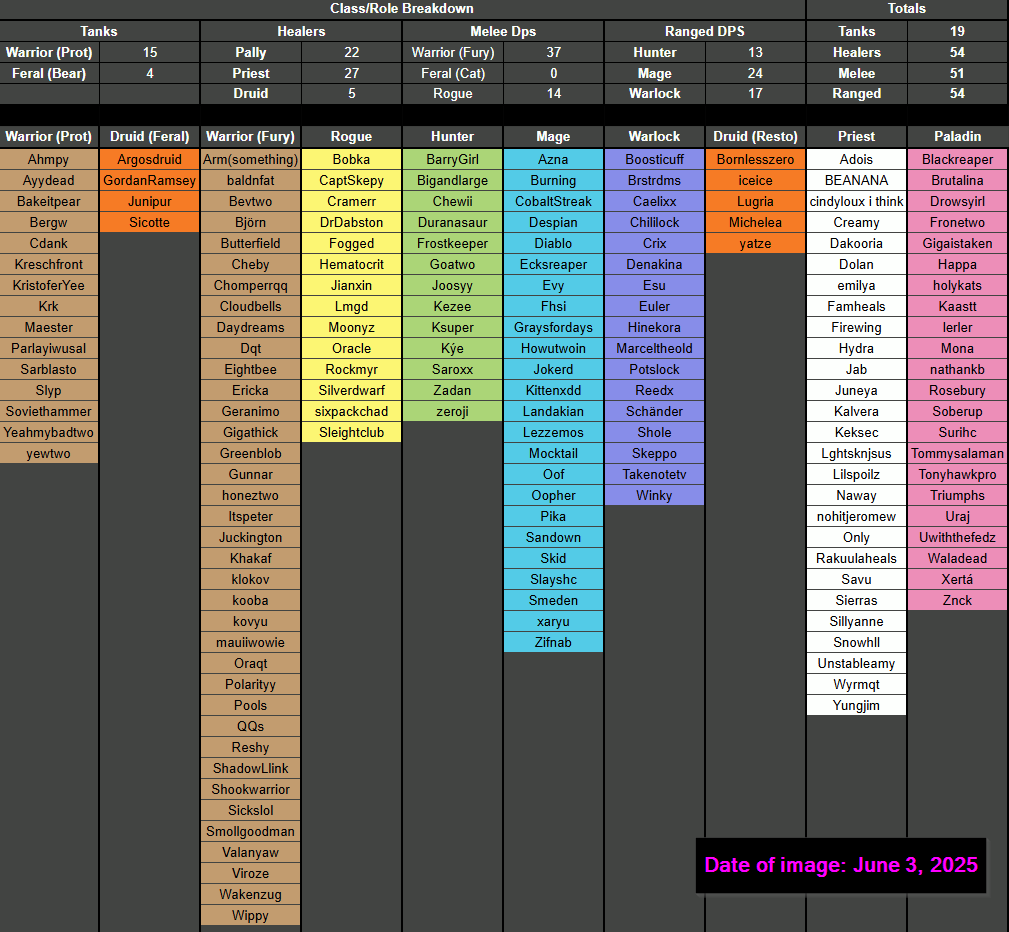 Class/Role Breakdown Totals
Tanks Healers Melee Dps Ranged DPS Tanks 19
Warrior (Prot) 15 Pally 22 Warrior (Fury) 37 Hunter 13 Healers 54
Feral (Bear) 4 Priest 27 Feral (Cat) 0 Mage 24 Melee 51
Druid 5 Rogue 14 Warlock 17 Ranged 54
Warrior (Prot) Druid (Feral) Warrior (Fury) Rogue Hunter Mage Warlock Druid (Resto) Priest Paladin
Ahmpy Argosdruid Arm(something) Bobka BarryGirl Azna Boosticuff Bornlesszero Adois Blackreaper
Ayydead GordanRamsey baldnfat CaptSkepy Bigandlarge Burning Brstrdms iceice BEANANA Brutalina
Bakeitpear Junipur Bevtwo Cramerr Chewii CobaltStreak Caelixx Lugria cindyloux i think Drowsyirl
Bergw Sicotte Björn DrDabston Duranasaur Despian Chililock Michelea Creamy Fronetwo
Cdank Butterfield Fogged Frostkeeper Diablo Crix yatze Dakooria Gigaistaken
Kreschfront Cheby Hematocrit Goatwo Ecksreaper Denakina Dolan Happa
KristoferYee Chomperrqq Jianxin Joosyy Evy Esu emilya holykats
Krk Cloudbells Lmgd Kezee Fhsi Euler Famheals Kaastt
Maester Daydreams Moonyz Ksuper Graysfordays Hinekora Firewing lerler
Parlayiwusal Dqt Oracle Kýe Howutwoin Marceltheold Hydra Mona
Sarblasto Eightbee Rockmyr Saroxx Jokerd Potslock Jab nathankb
Slyp Ericka Silverdwarf Zadan Kittenxdd Reedx Juneya Rosebury
Soviethammer Geranimo sixpackchad zeroji Landakian Schänder Kalvera Soberup
Yeahmybadtwo Gigathick Sleightclub Lezzemos Shole Keksec Surihc
yewtwo Greenblob Mocktail Skeppo Lghtsknjsus Tommysalaman
Gunnar Oof Takenotetv Lilspoilz Tonyhawkpro
honeztwo Oopher Winky Naway Triumphs
Itspeter Pika nohitjeromew Uraj
Juckington Sandown Only Uwiththefedz
Khakaf Skid Rakuulaheals Waladead
klokov Slayshc Savu Xertá
kooba Smeden Sierras Znck
kovyu xaryu Sillyanne
mauiiwowie Zifnab Snowhll
Oraqt Unstableamy
Polarityy Wyrmqt
Pools Yungjim
QQs
Reshy
ShadowLlink
Shookwarrior
Sickslol
Smollgoodman
Valanyaw
Viroze
Wakenzug
Wippy
Date of image: June 3, 2025